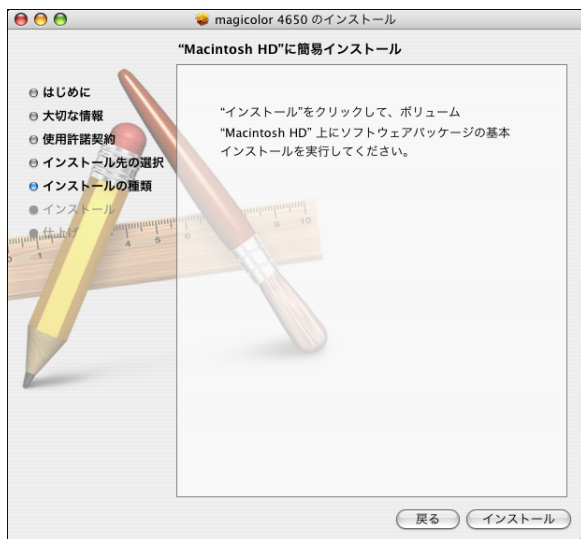 magicolor 4650 のインストール
“Macintosh HD”に簡易インストール
はじめに
大切な情報
使用許諾契約
インストール先の選択
インストールの種類
インストール
仕上げ
“インストール”をクリックして、ボリューム
“Macintosh HD” 上にソフトウェアパッケージの基本
インストールを実行してください。
1 4 5 6 9 10
戻る
インストール